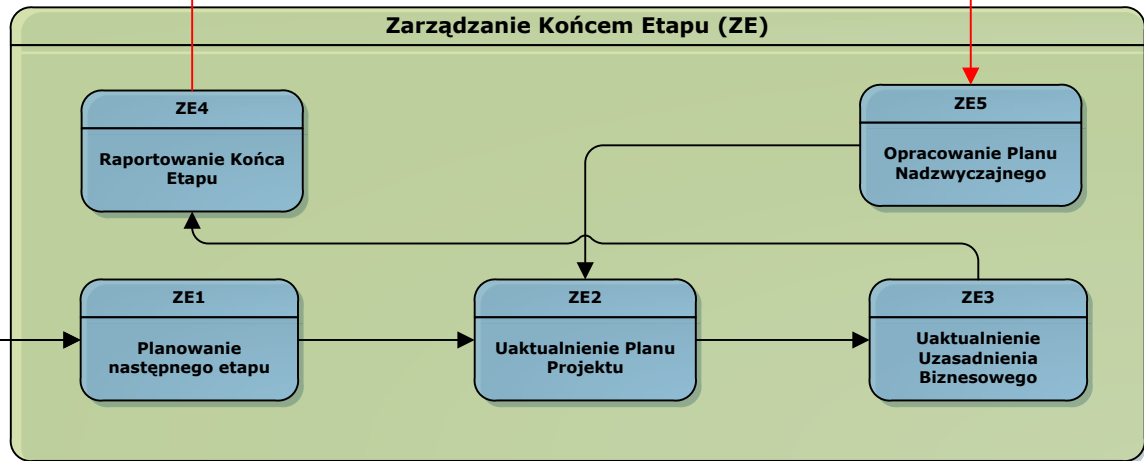 Zarządzanie Końcem Etapu (ZE)
ZE4
Raportowanie Końca
Etapu
ZE5
Opracowanie Planu
Nadzwyczajnego
ZE1
Planowanie
następnego etapu
ZE2
Uaktualnienie Planu
Projektu
ZE3
Uaktualnienie
Uzasadnienia
Biznesowego